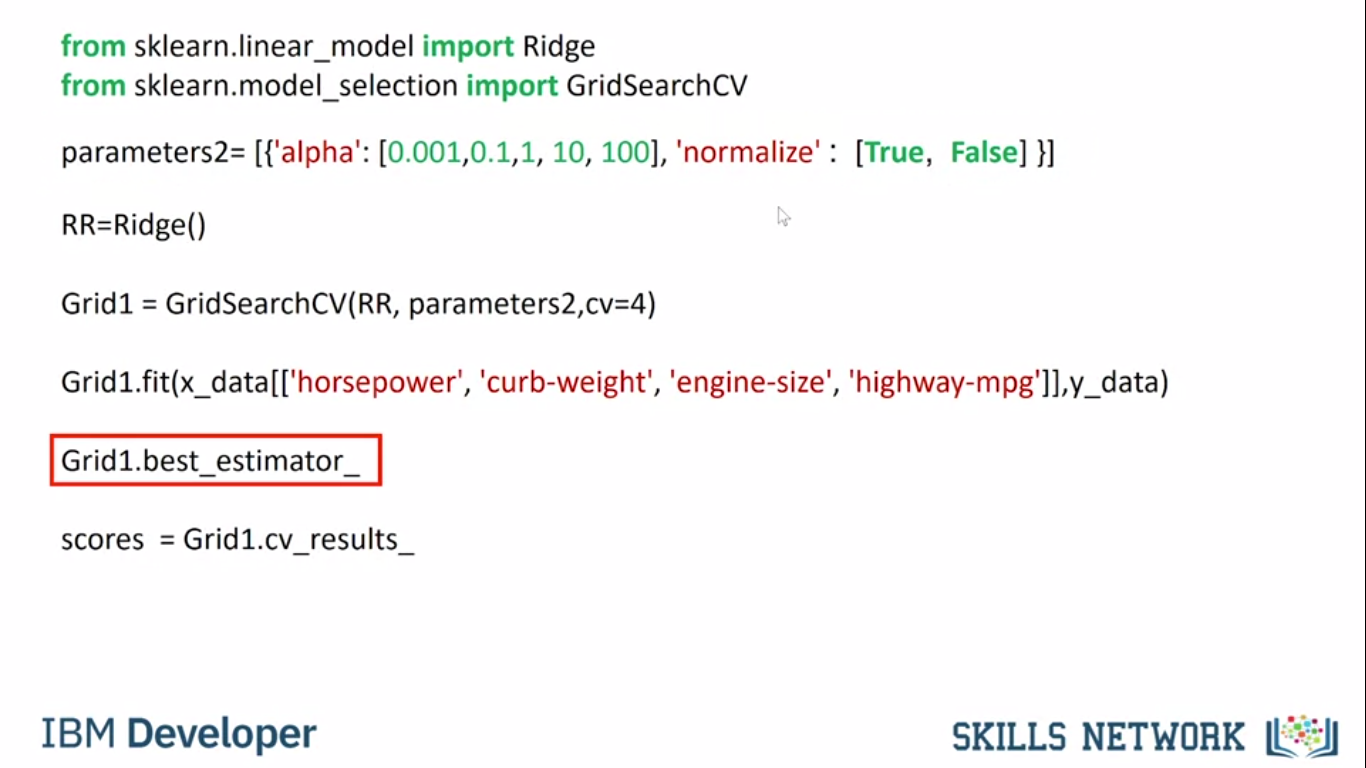 from sklearn.linear_model import Ridge
from sklearn.model_selection import GridSearchCV
parameters2= [{'alpha': [0.001,0.1,1, 10, 100], 'normalize' : [True, False] }]
RR=Ridge()
Grid1 = GridSearchCV(RR, parameters2,cv=4)
Grid1.fit(x_data[['horsepower', 'curb-weight', 'engine-size', 'highway-mpg']],y_data)
Grid1.best_estimator_
scores = Grid1.cv_results_
IBM Developer
SKILLS NETWORK